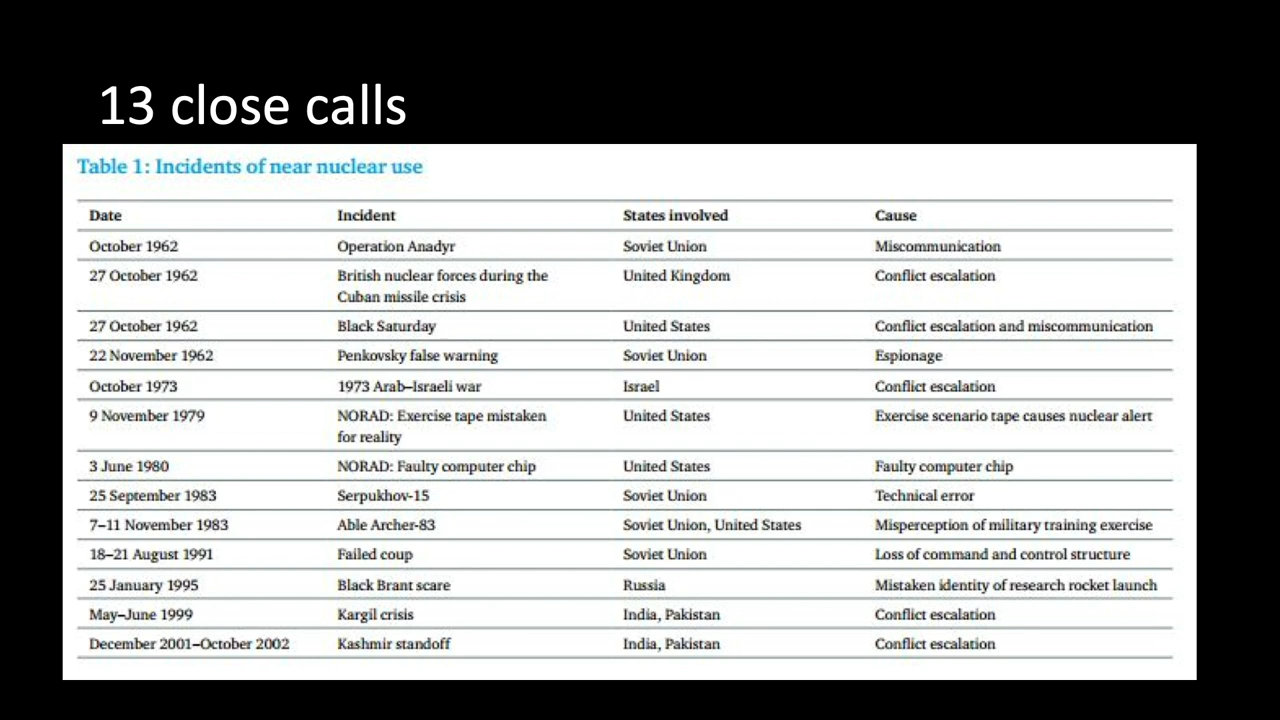 13 close calls
Table 1: Incidents of near nuclear use
Date Incident States involved Cause
October 1962 Operation Anadyr Soviet Union Miscommunication
27 October 1962 British nuclear forces during the United Kingdom Conflict escalation
Cuban missile crisis
27 October 1962 Black Saturday United States Conflict escalation and miscommunication
22 November 1962 Penkovsky false warning Soviet Union Espionage
October 1973 1973 Arab–Israeli war Israel Conflict escalation
9 November 1979 NORAD: Exercise tape mistaken United States Exercise scenario tape causes nuclear alert
for reality
3 June 1980 NORAD: Faulty computer chip United States Faulty computer chip
25 September 1983 Serpukhov-15 Soviet Union Technical error
7–11 November 1983 Able Archer-83 Soviet Union, United States Misperception of military training exercise
18–21 August 1991 Failed coup Soviet Union Loss of command and control structure
25 January 1995 Black Brant scare Russia Mistaken identity of research rocket launch
May–June 1999 Kargil crisis India, Pakistan Conflict escalation
December 2001–October 2002 Kashmir standoff India, Pakistan Conflict escalation